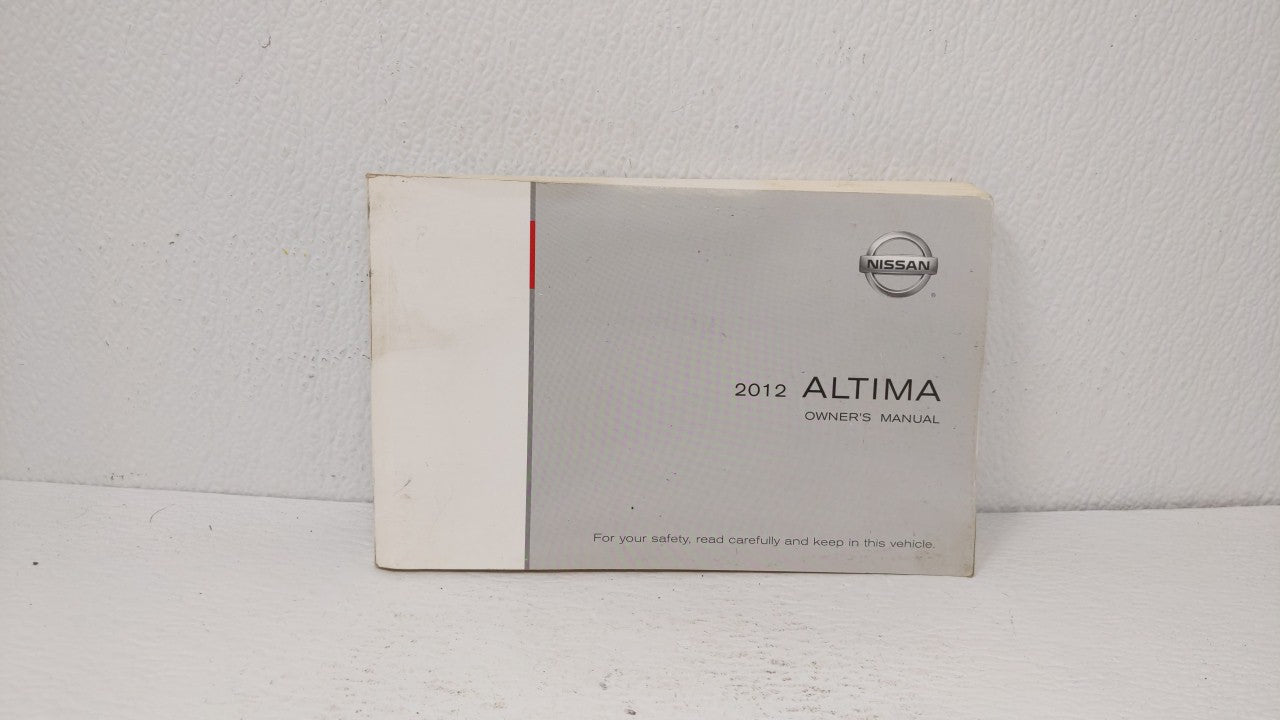 NISSAN
®
2012 ALTIMA
OWNER'S MANUAL
For your safety, read carefully and keep in this vehicle.